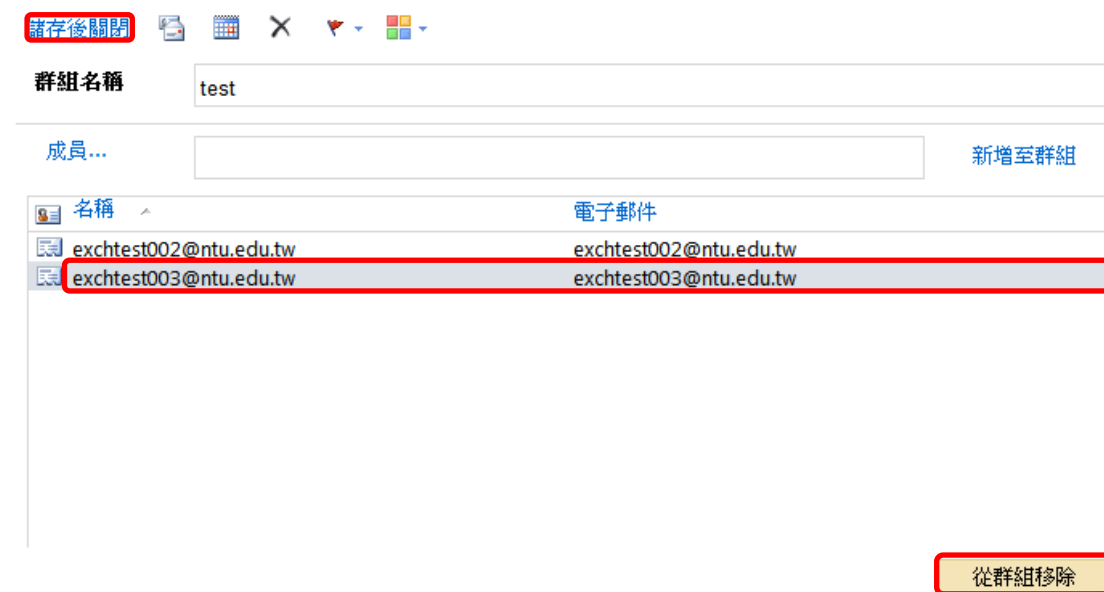 儲存後關閉
群組名稱 test
成員... 新增至群組
名稱 電子郵件
exchtest002@ntu.edu.tw exchtest002@ntu.edu.tw
exchtest003@ntu.edu.tw exchtest003@ntu.edu.tw
從群組移除